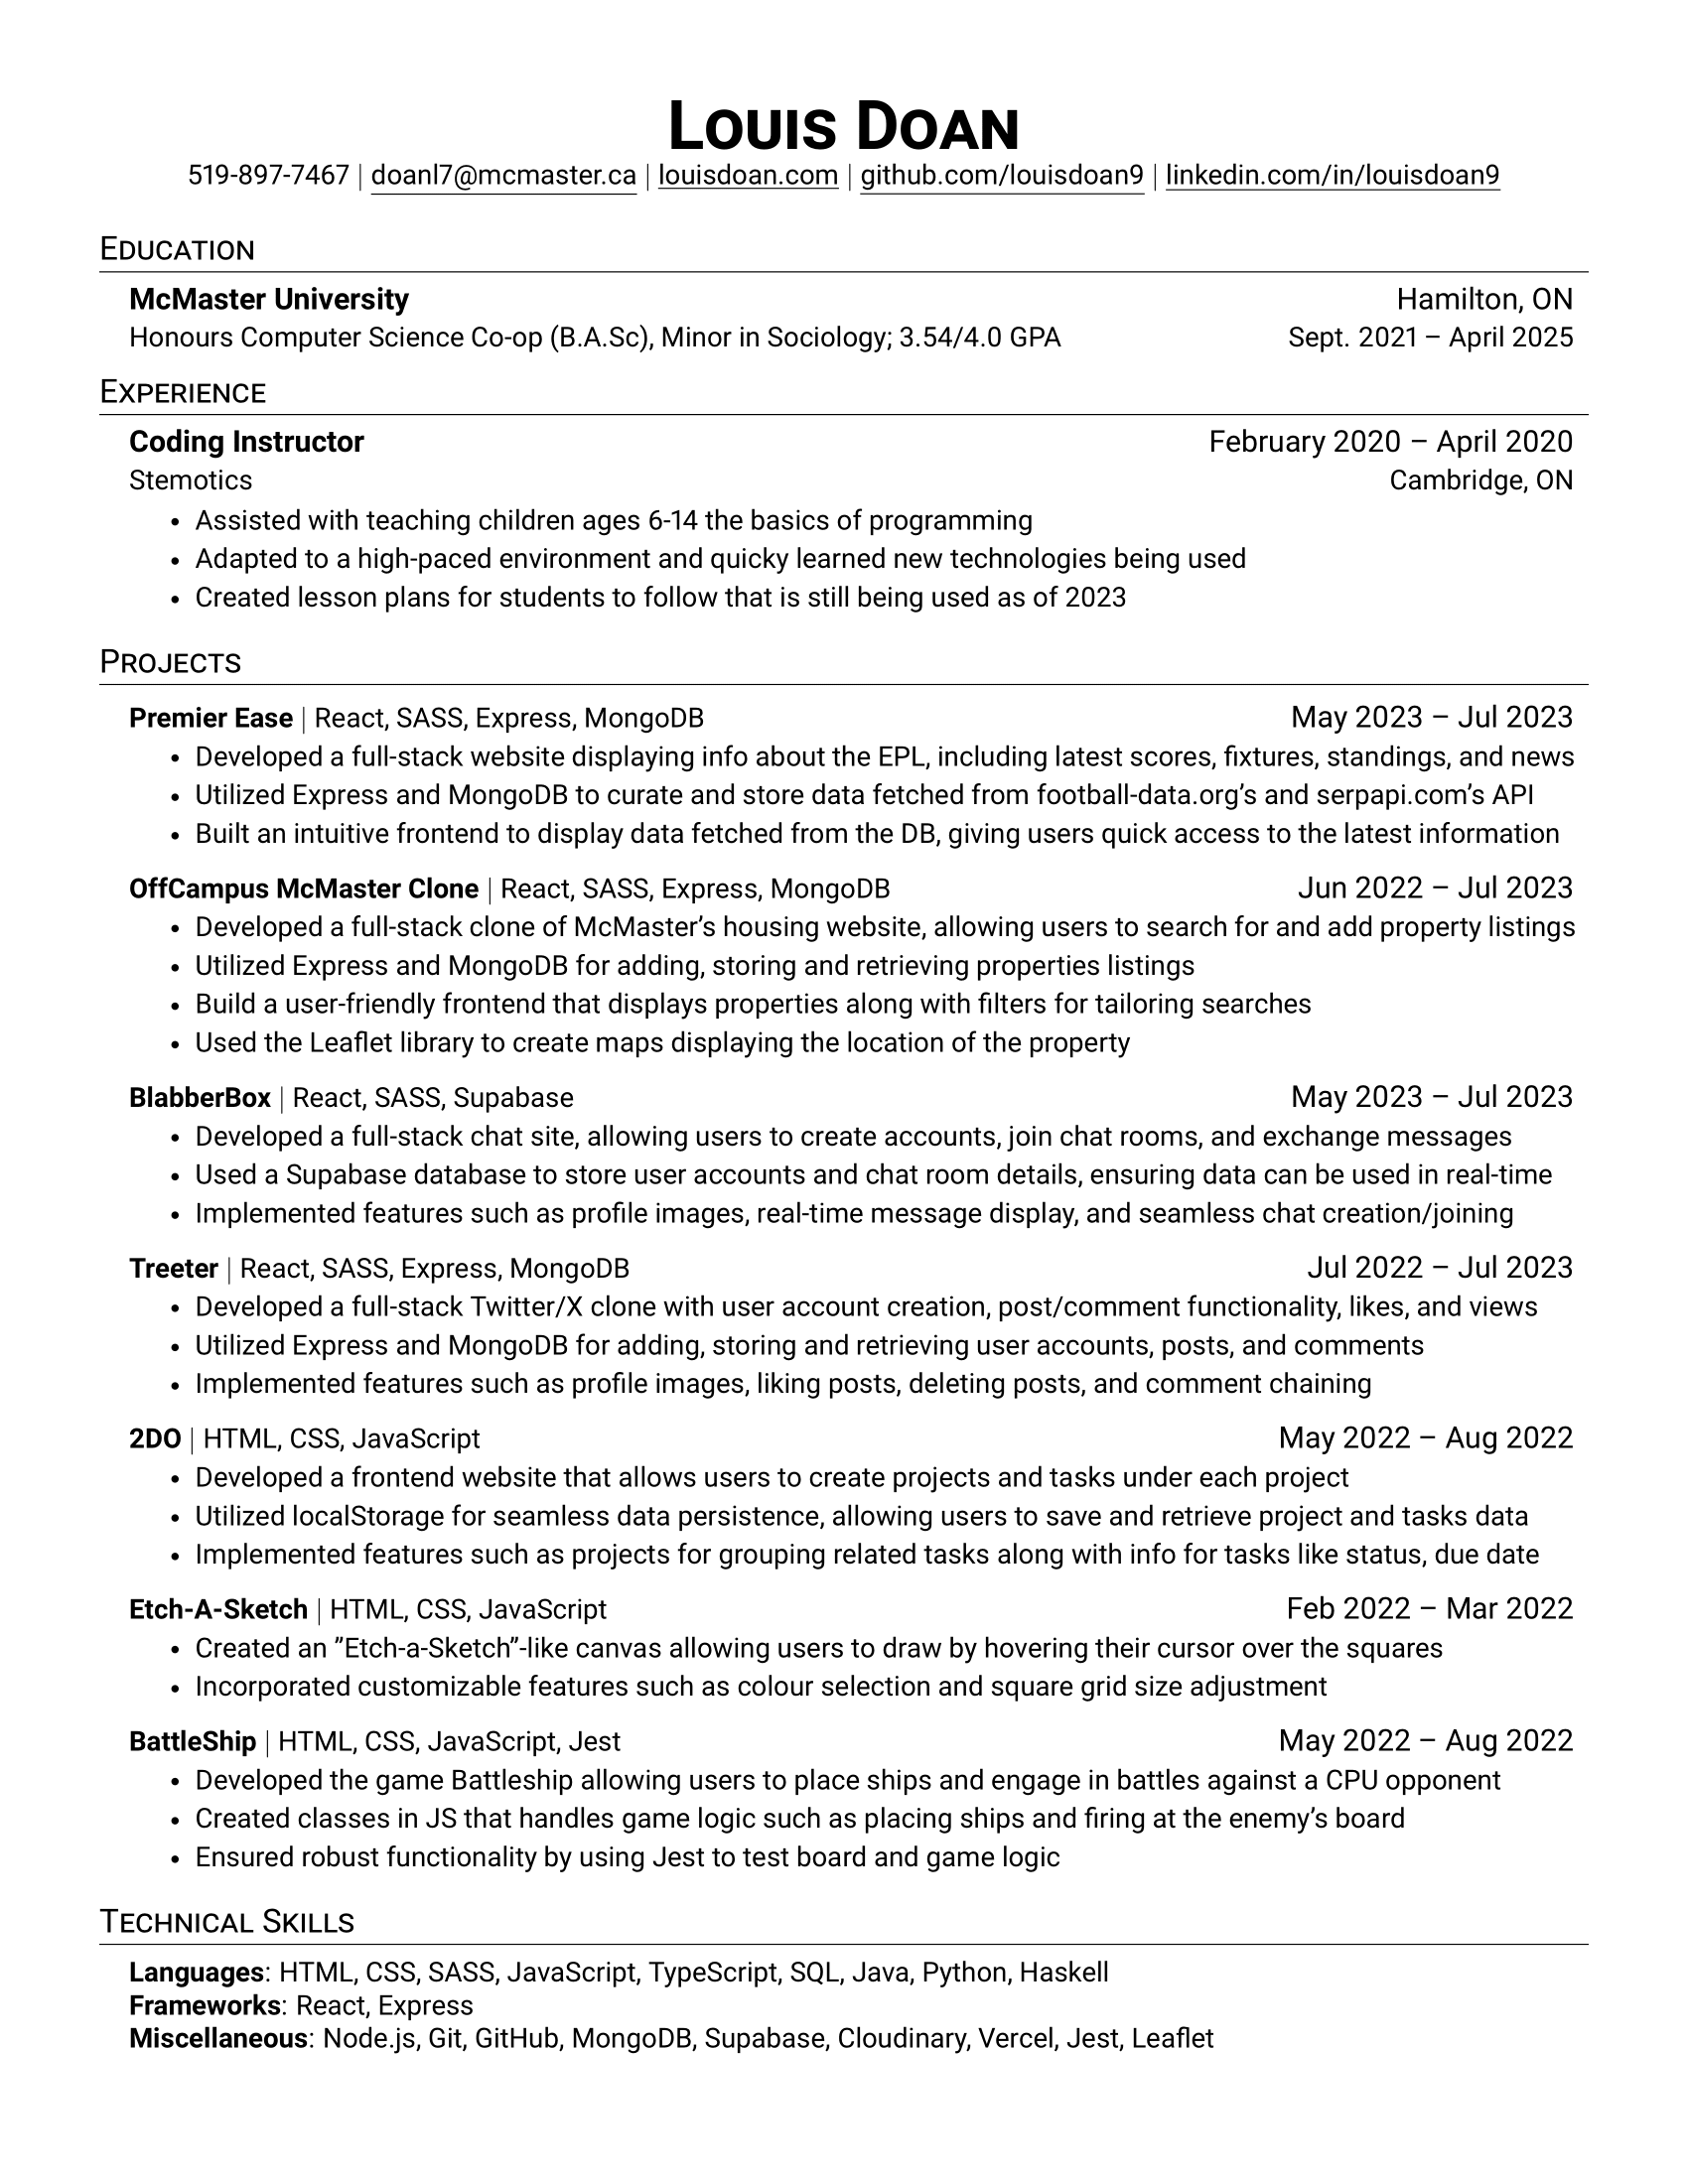 Louis Doan
519-897-7467 | doanl7@mcmaster.ca | louisdoan.com | github.com/louisdoan9 | linkedin.com/in/louisdoan9
Education
McMaster University Hamilton, ON
Honours Computer Science Co-op (B.A.Sc), Minor in Sociology; 3.54/4.0 GPA Sept. 2021 – April 2025
Experience
Coding Instructor February 2020 – April 2020
Stemotics Cambridge, ON
• Assisted with teaching children ages 6-14 the basics of programming
• Adapted to a high-paced environment and quicky learned new technologies being used
• Created lesson plans for students to follow that is still being used as of 2023
Projects
Premier Ease | React, SASS, Express, MongoDB May 2023 – Jul 2023
• Developed a full-stack website displaying info about the EPL, including latest scores, fixtures, standings, and news
• Utilized Express and MongoDB to curate and store data fetched from football-data.org’s and serpapi.com’s API
• Built an intuitive frontend to display data fetched from the DB, giving users quick access to the latest information
OffCampus McMaster Clone | React, SASS, Express, MongoDB Jun 2022 – Jul 2023
• Developed a full-stack clone of McMaster’s housing website, allowing users to search for and add property listings
• Utilized Express and MongoDB for adding, storing and retrieving properties listings
• Build a user-friendly frontend that displays properties along with filters for tailoring searches
• Used the Leaflet library to create maps displaying the location of the property
BlabberBox | React, SASS, Supabase May 2023 – Jul 2023
• Developed a full-stack chat site, allowing users to create accounts, join chat rooms, and exchange messages
• Used a Supabase database to store user accounts and chat room details, ensuring data can be used in real-time
• Implemented features such as profile images, real-time message display, and seamless chat creation/joining
Treeter | React, SASS, Express, MongoDB Jul 2022 – Jul 2023
• Developed a full-stack Twitter/X clone with user account creation, post/comment functionality, likes, and views
• Utilized Express and MongoDB for adding, storing and retrieving user accounts, posts, and comments
• Implemented features such as profile images, liking posts, deleting posts, and comment chaining
2DO | HTML, CSS, JavaScript May 2022 – Aug 2022
• Developed a frontend website that allows users to create projects and tasks under each project
• Utilized localStorage for seamless data persistence, allowing users to save and retrieve project and tasks data
• Implemented features such as projects for grouping related tasks along with info for tasks like status, due date
Etch-A-Sketch | HTML, CSS, JavaScript Feb 2022 – Mar 2022
• Created an ”Etch-a-Sketch”-like canvas allowing users to draw by hovering their cursor over the squares
• Incorporated customizable features such as colour selection and square grid size adjustment
BattleShip | HTML, CSS, JavaScript, Jest May 2022 – Aug 2022
• Developed the game Battleship allowing users to place ships and engage in battles against a CPU opponent
• Created classes in JS that handles game logic such as placing ships and firing at the enemy’s board
• Ensured robust functionality by using Jest to test board and game logic
Technical Skills
Languages: HTML, CSS, SASS, JavaScript, TypeScript, SQL, Java, Python, Haskell
Frameworks: React, Express
Miscellaneous: Node.js, Git, GitHub, MongoDB, Supabase, Cloudinary, Vercel, Jest, Leaflet